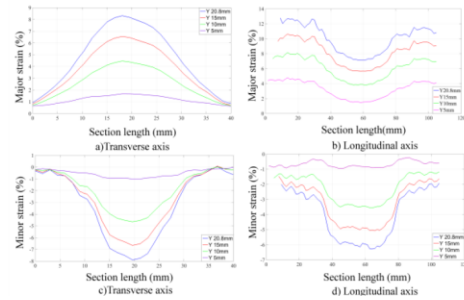 Y 20.8mm
Y 15mm
Y 10mm
Y 5mm
Major strain (%)
Section length (mm)
a)Transverse axis
Major strain (%)
Y20.8mm
Y15mm
Y10mm
Y5mm
Section length(mm)
b) Longitudinal axis
Minor strain (%)
Y 20.8mm
Y 15mm
Y 10mm
Y 5mm
Section length (mm)
c)Transverse axis
Minor strain (%)
Y 20.8mm
Y 15mm
Y 10mm
Y 5mm
Section length (mm)
d) Longitudinal axis